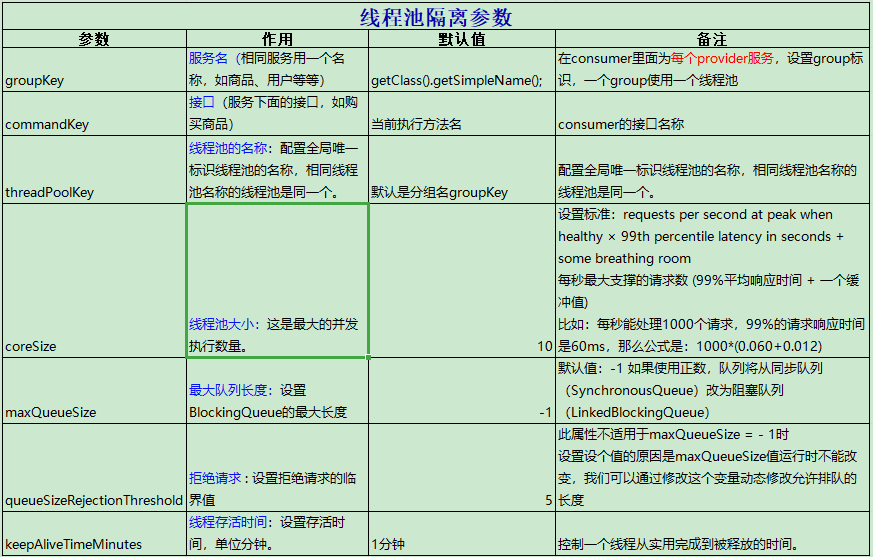 线程池隔离参数
参数 作用 默认值 备注
groupKey
服务名（相同服务用一个名
称，如商品、用户等等）
getClass().getSimpleName();
在consumer里面为每个provider服务，设置group标
识，一个group使用一个线程池
commandKey
接口（服务下面的接口，如购
买商品）
当前执行方法名
consumer的接口名称
threadPoolKey
线程池的名称：配置全局唯一
标识线程池的名称，相同线程
池名称的线程池是同一个。
默认是分组名groupKey
配置全局唯一标识线程池的名称，相同线程池名称的
线程池是同一个。
coreSize
线程池大小：这是最大的并发
执行数量。
10
设置标准：requests per second at peak when
healthy × 99th percentile latency in seconds +
some breathing room
每秒最大支撑的请求数 (99%平均响应时间 + 一个缓
冲值)
比如：每秒能处理1000个请求，99%的请求响应时间
是60ms，那么公式是：1000*(0.060+0.012)
maxQueueSize
最大队列长度：设置
BlockingQueue的最大长度
-1
默认值：-1 如果使用正数，队列将从同步队列
（SynchronousQueue）改为阻塞队列
（LinkedBlockingQueue）
queueSizeRejectionThreshold
拒绝请求：设置拒绝请求的临
界值
5
此属性不适用于maxQueueSize = - 1时
设置设个值的原因是maxQueueSize值运行时不能改
变，我们可以通过修改这个变量动态修改允许排队的
长度
keepAliveTimeMinutes
线程存活时间：设置存活时
间，单位分钟。
1分钟
控制一个线程从实用完成到被释放的时间。